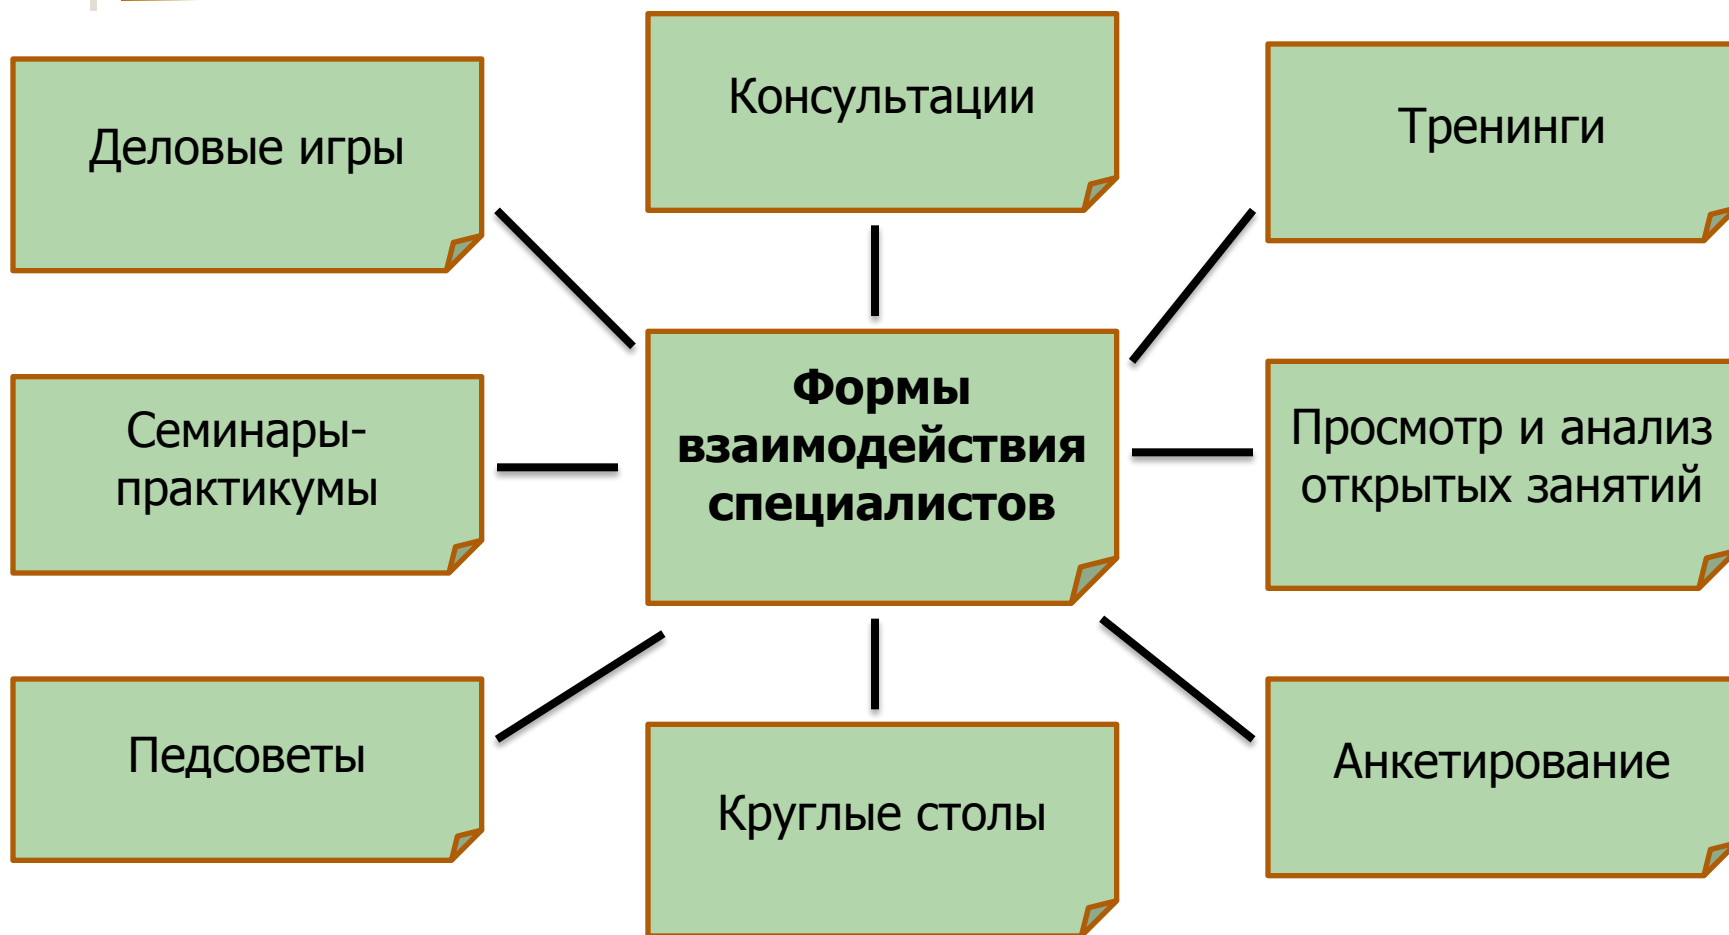 Консультации
Деловые игры
Тренинги
Формы
взаимодействия
специалистов
Семинары-
практикумы
Просмотр и анализ
открытых занятий
Педсоветы
Круглые столы
Анкетирование